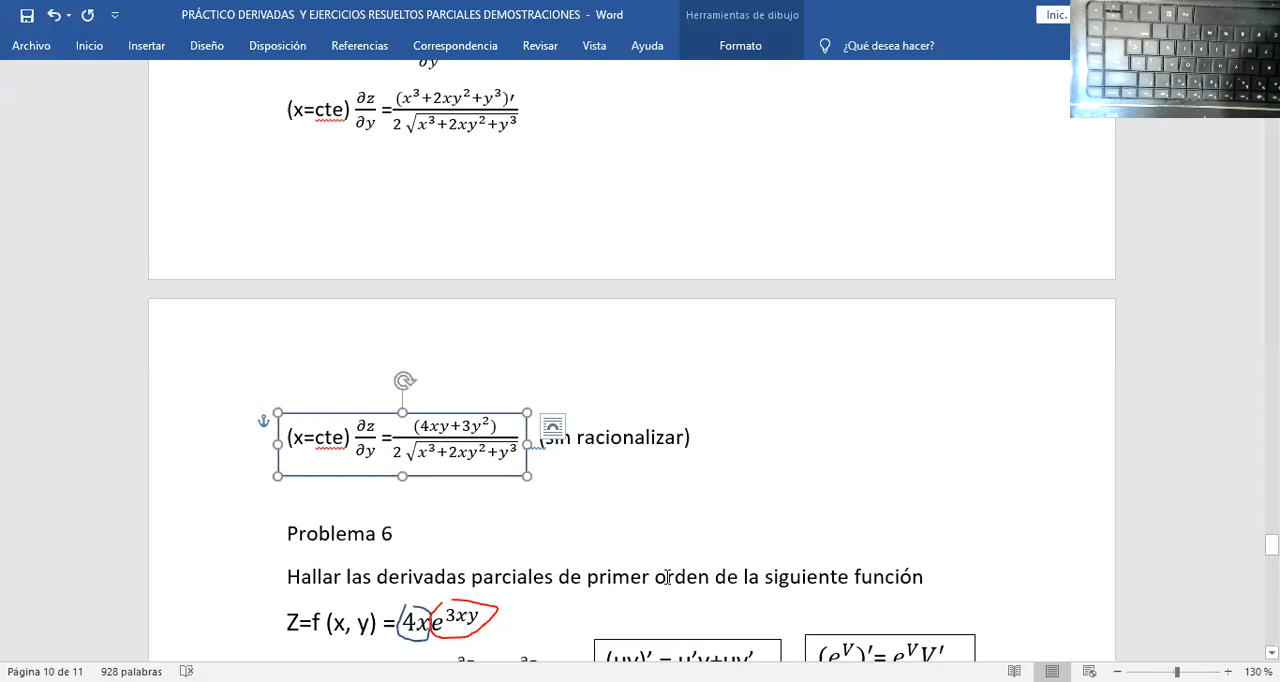 PRÁCTICO DERIVADAS Y EJERCICIOS RESUELTOS PARCIALES DEMOSTRACIONES - Word
Herramientas de dibujo
Inic.
Archivo Inicio Insertar Diseño Disposición Referencias Correspondencia Revisar Vista Ayuda Formato ¿Qué desea hacer?
∂y
(x=cte) ∂z/∂y = (x³+2xy²+y³)′ / 2 √(x³+2xy²+y³)
(x=cte) ∂z/∂y = (4xy+3y²) / 2 √(x³+2xy²+y³) (sin racionalizar)
Problema 6
Hallar las derivadas parciales de primer orden de la siguiente función
Z=f (x, y) = 4xe^{3xy}
(uv)’ = u’v+uv’ (e^V)′= e^V V′
Página 10 de 11 928 palabras 130 %